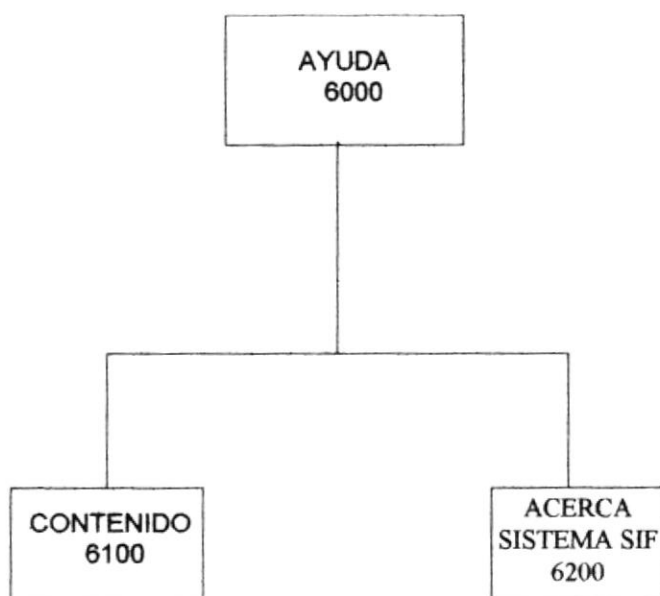 AYUDA
6000
CONTENIDO
6100
ACERCA
SISTEMA SIF
6200